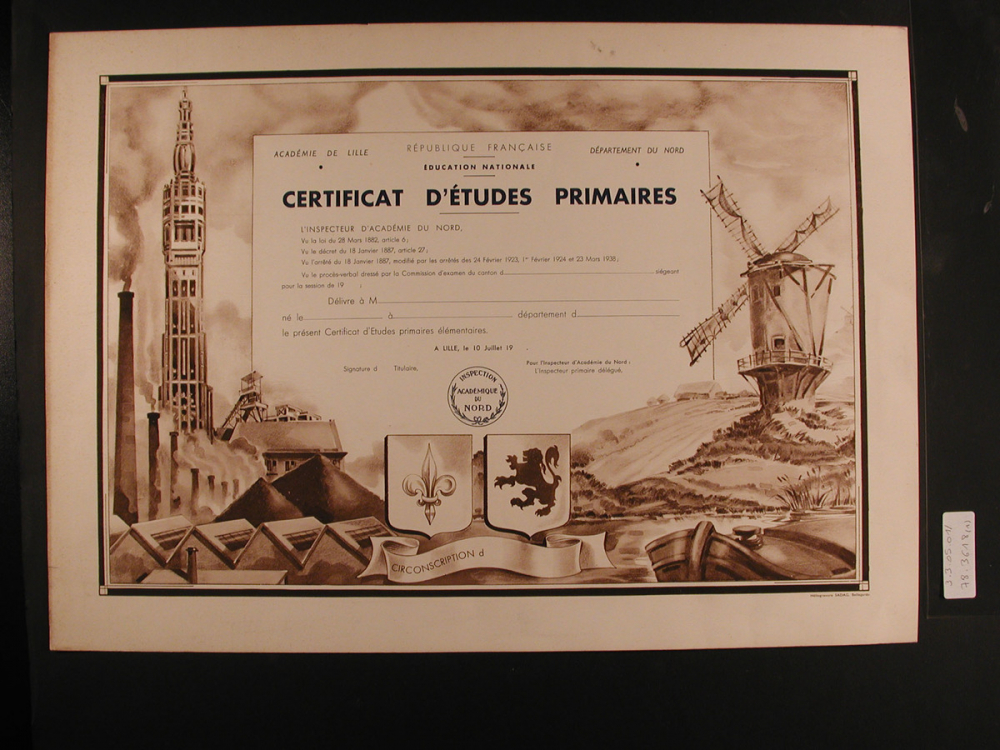 ACADÉMIE DE LILLE
RÉPUBLIQUE FRANÇAISE
DÉPARTEMENT DU NORD
ÉDUCATION NATIONALE
CERTIFICAT D'ÉTUDES PRIMAIRES
L'INSPECTEUR D'ACADÉMIE DU NORD,
Vu la loi du 28 Mars 1882, article 6;
Vu le décret du 18 Janvier 1887, article 27;
Vu l'arrêté du 18 Janvier 1887, modifié par les arrêtés des 24 Février 1923, 1er Février 1924 et 23 Mars 1938;
Vu le procès-verbal dressé par la Commission d'examen du canton d siégeant
pour la session de 19 ;
Délivre à M
né le à département d
le présent Certificat d'Etudes primaires élémentaires.
A LILLE, le 10 Juillet 19 .
Signature d Titulaire,
Pour l'Inspecteur d'Académie du Nord :
L'Inspecteur primaire délégué,
INSPECTION
ACADÉMIQUE
DU
NORD
CIRCONSCRIPTION d